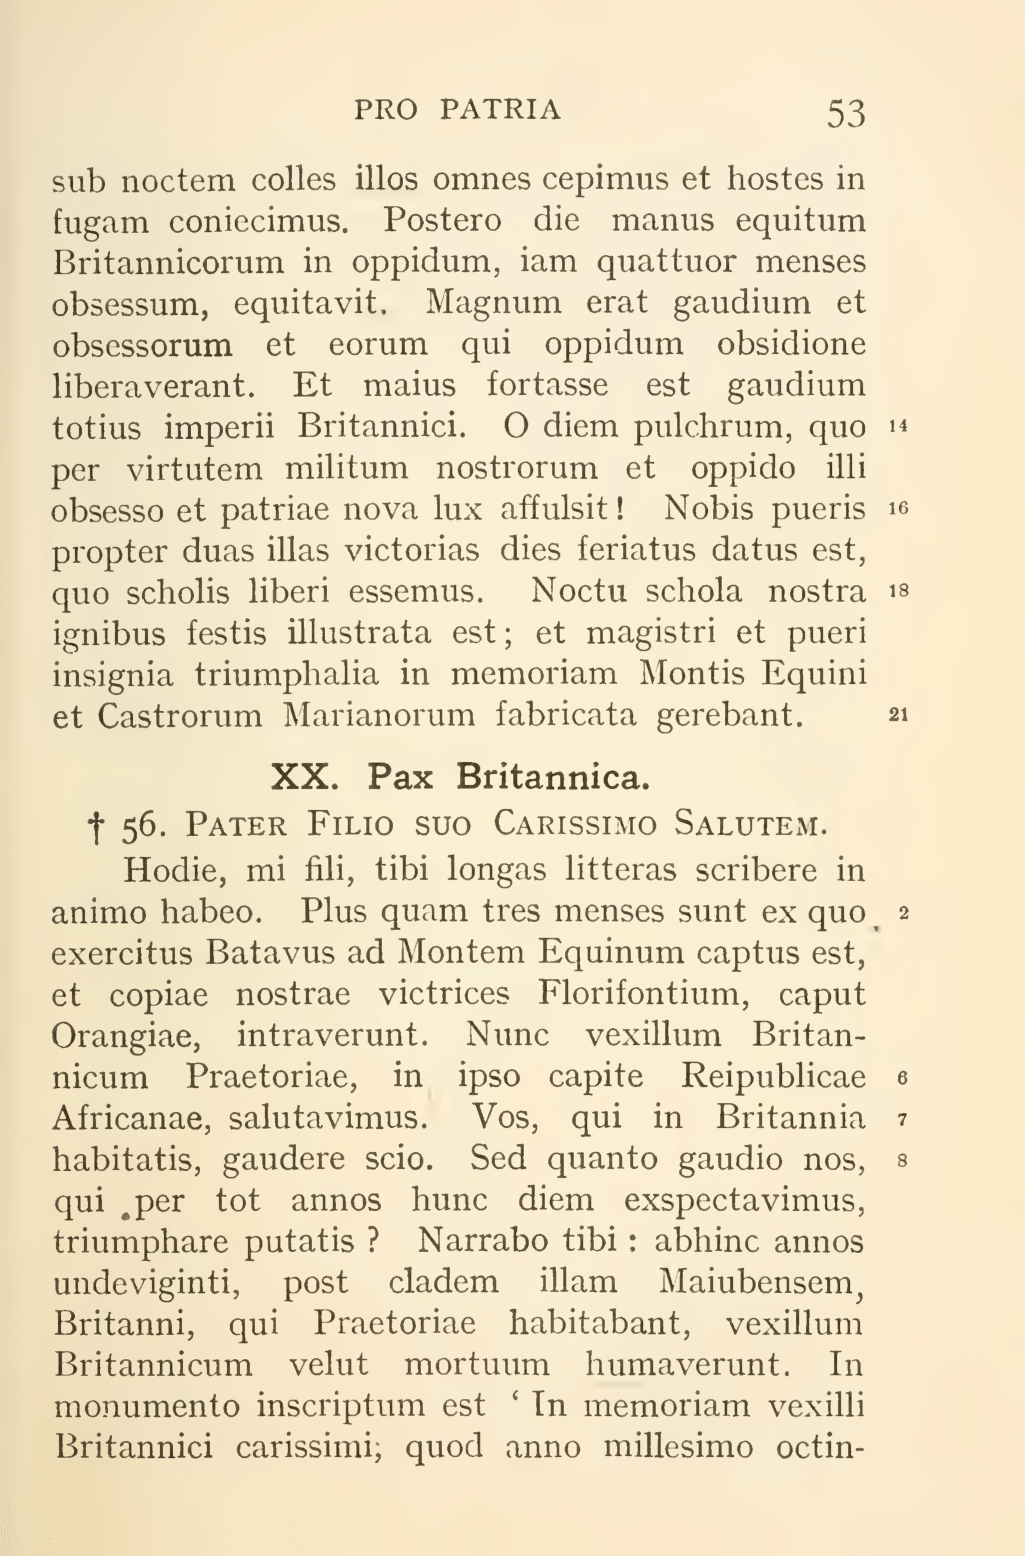 PRO PATRIA 53
sub noctem colles illos omnes cepimus et hostes in
fugam coniecimus. Postero die manus equitum
Britannicorum in oppidum, iam quattuor menses
obsessum, equitavit. Magnum erat gaudium et
obsessorum et eorum qui oppidum obsidione
liberaverant. Et maius fortasse est gaudium
totius imperii Britannici. O diem pulchrum, quo 14
per virtutem militum nostrorum et oppido illi
obsesso et patriae nova lux affulsit! Nobis pueris 16
propter duas illas victorias dies feriatus datus est,
quo scholis liberi essemus. Noctu schola nostra 18
ignibus festis illustrata est; et magistri et pueri
insignia triumphalia in memoriam Montis Equini
et Castrorum Marianorum fabricata gerebant. 21
XX. Pax Britannica.
† 56. PATER FILIO SUO CARISSIMO SALUTEM.
Hodie, mi fili, tibi longas litteras scribere in
animo habeo. Plus quam tres menses sunt ex quo 2
exercitus Batavus ad Montem Equinum captus est,
et copiae nostrae victrices Florifontium, caput
Orangiae, intraverunt. Nunc vexillum Britan-
nicum Praetoriae, in ipso capite Reipublicae 6
Africanae, salutavimus. Vos, qui in Britannia 7
habitatis, gaudere scio. Sed quanto gaudio nos, 8
qui per tot annos hunc diem exspectavimus,
triumphare putatis? Narrabo tibi: abhinc annos
undeviginti, post cladem illam Maiubensem,
Britanni, qui Praetoriae habitabant, vexillum
Britannicum velut mortuum humaverunt. In
monumento inscriptum est ‘In memoriam vexilli
Britannici carissimi; quod anno millesimo octin-